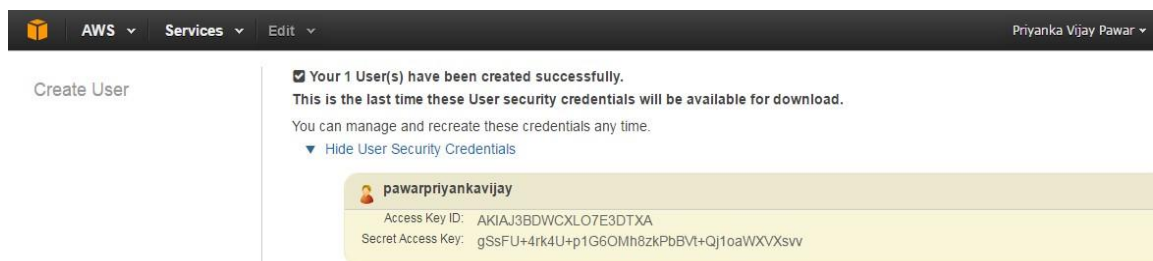 AWS Services Edit Priyanka Vijay Pawar
Create User
Your 1 User(s) have been created successfully.
This is the last time these User security credentials will be available for download.
You can manage and recreate these credentials any time.
Hide User Security Credentials
pawarpriyankavijay
Access Key ID: AKIAJ3BDWCXLO7E3DTXA
Secret Access Key: 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